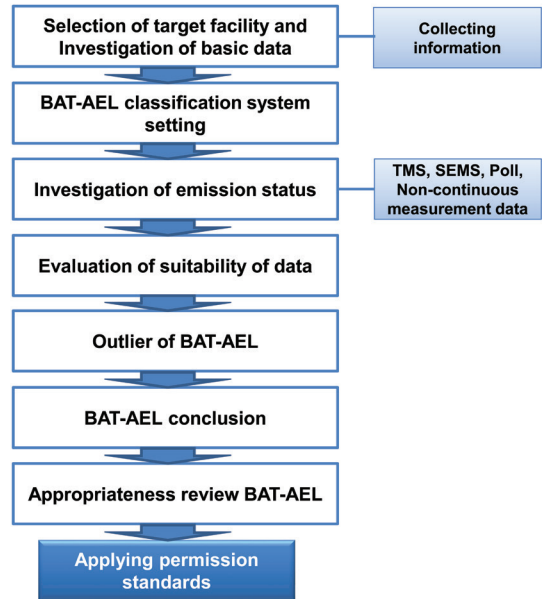 Selection of target facility and
Investigation of basic data
Collecting
information
BAT-AEL classification system
setting
Investigation of emission status
TMS, SEMS, Poll,
Non-continuous
measurement data
Evaluation of suitability of data
Outlier of BAT-AEL
BAT-AEL conclusion
Appropriateness review BAT-AEL
Applying permission
standards